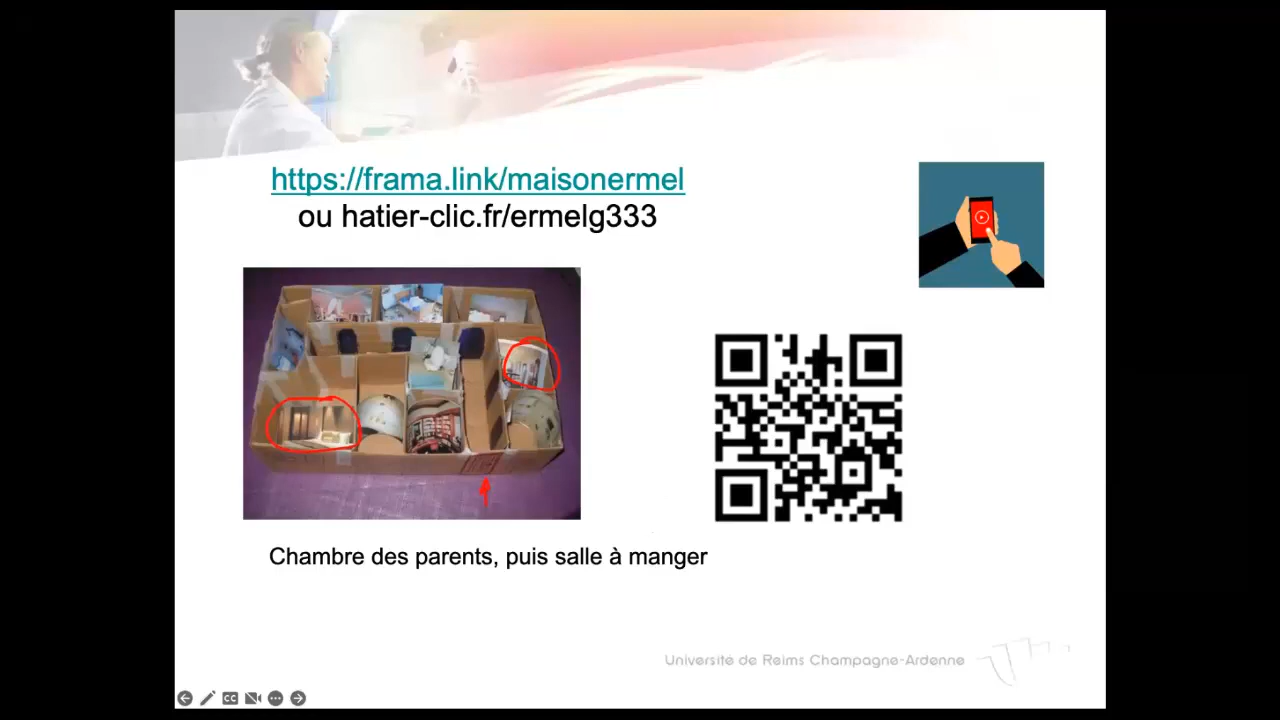 https://frama.link/maisonermel
ou hatier-clic.fr/ermelg333
Chambre des parents, puis salle à manger
Université de Reims Champagne-Ardenne
CC